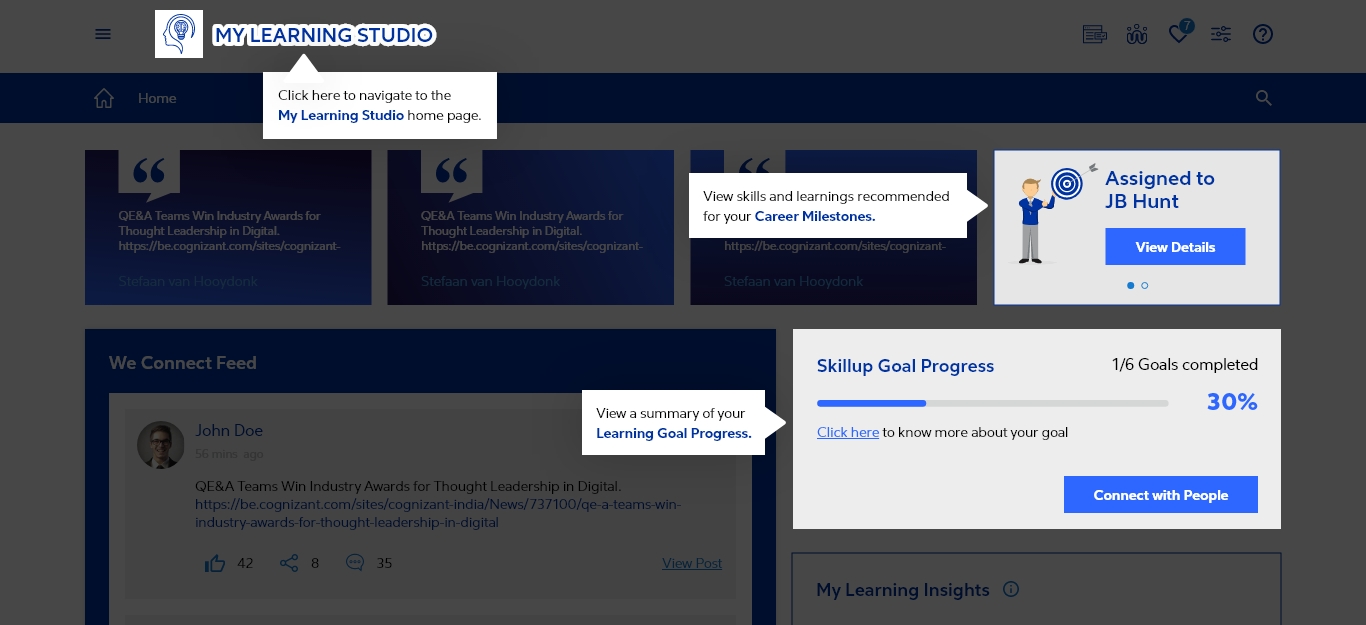 MY LEARNING STUDIO
7
Click here to navigate to the
My Learning Studio home page.
Home
QE&A Teams Win Industry Awards for
Thought Leadership in Digital.
https://be.cognizant.com/sites/cognizant-
Stefaan van Hooydonk
QE&A Teams Win Industry Awards for
Thought Leadership in Digital.
https://be.cognizant.com/sites/cognizant-
Stefaan van Hooydonk
View skills and learnings recommended
for your Career Milestones.
https://be.cognizant.com/sites/cognizant-
Stefaan van Hooydonk
Assigned to
JB Hunt
View Details
We Connect Feed
John Doe
56 mins ago
QE&A Teams Win Industry Awards for Thought Leadership in Digital.
https://be.cognizant.com/sites/cognizant-india/News/737100/qe-a-teams-win-
industry-awards-for-thought-leadership-in-digital
42
8
35
View Post
View a summary of your
Learning Goal Progress.
Skillup Goal Progress
1/6 Goals completed
30%
Click here to know more about your goal
Connect with People
My Learning Insights